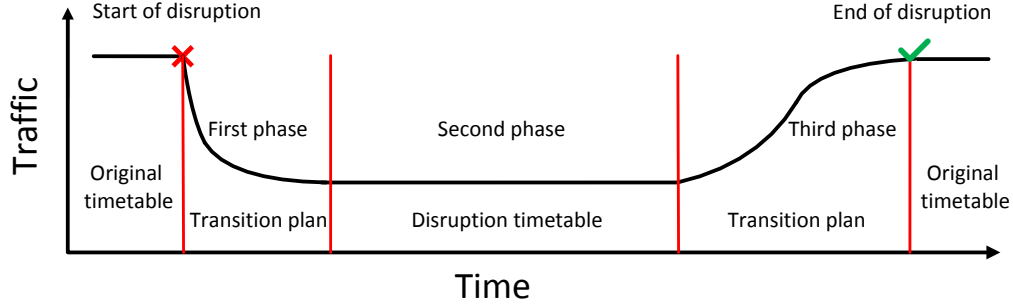 Start of disruption
End of disruption
Traffic
First phase
Second phase
Third phase
Original
timetable
Transition plan
Disruption timetable
Transition plan
Original
timetable
Time